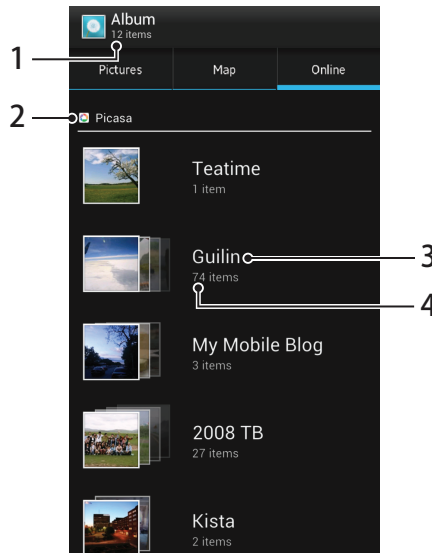 Album
12 items
1
Pictures Map Online
2
Picasa
Teatime
1 item
Guilin
3
74 items
4
My Mobile Blog
3 items
2008 TB
27 items
Kista
2 items